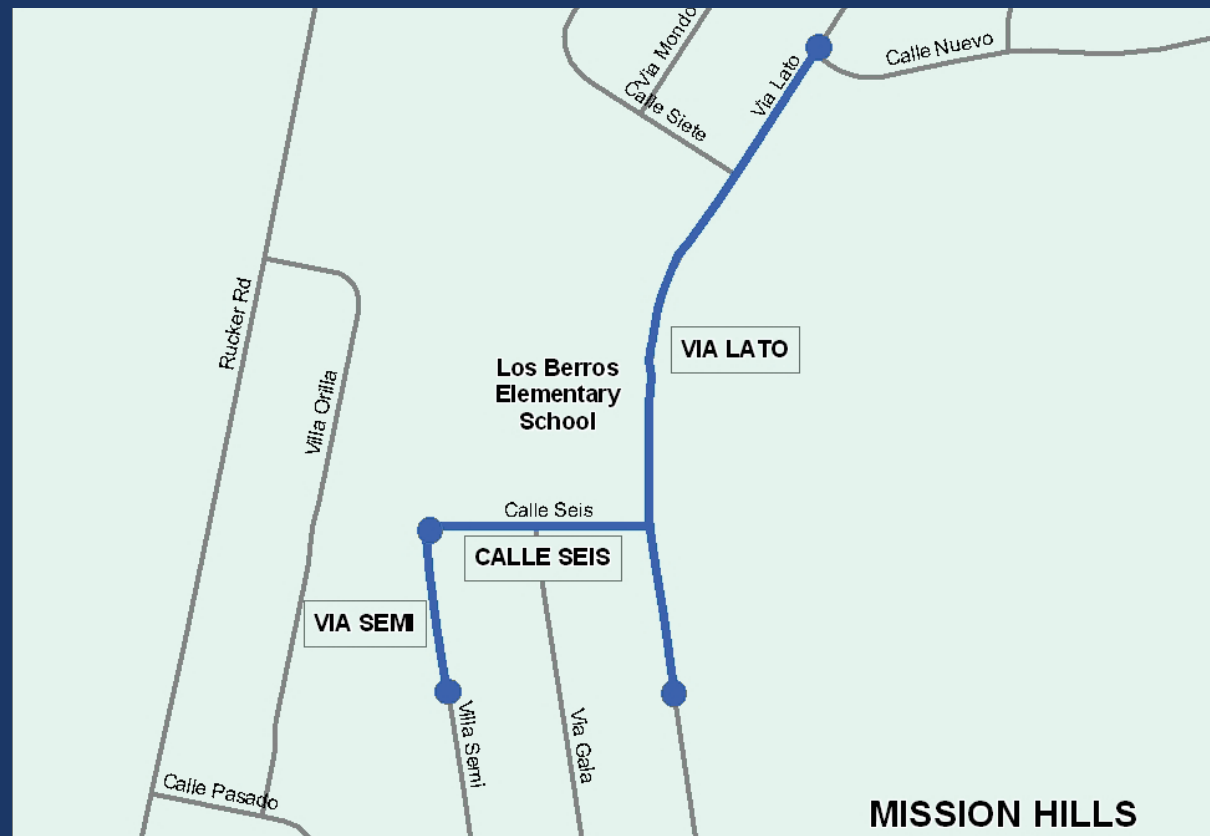 Via Mondo
Calle Nuevo
Via Lato
Calle Siete
Rucker Rd
VIA LATO
Los Berros
Elementary
School
Villa Orilla
Calle Seis
CALLE SEIS
VIA SEMI
Villa Semi
Via Gala
Calle Pasado
MISSION HILLS